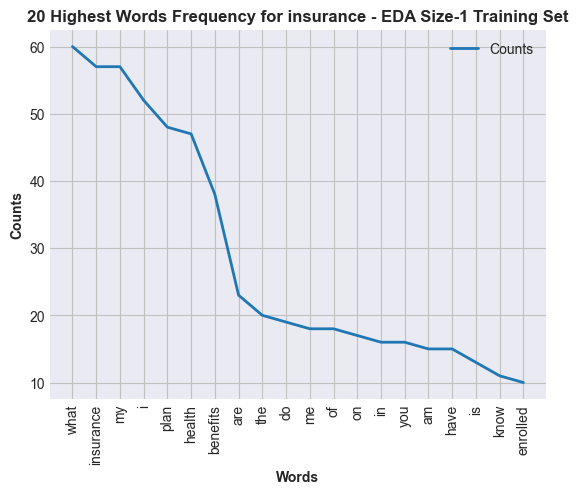 20 Highest Words Frequency for insurance - EDA Size-1 Training Set
Counts
60
50
40
30
20
10
Counts
what
insurance
my
i
plan
health
benefits
are
the
do
me
of
on
in
you
am
have
is
know
enrolled
Words